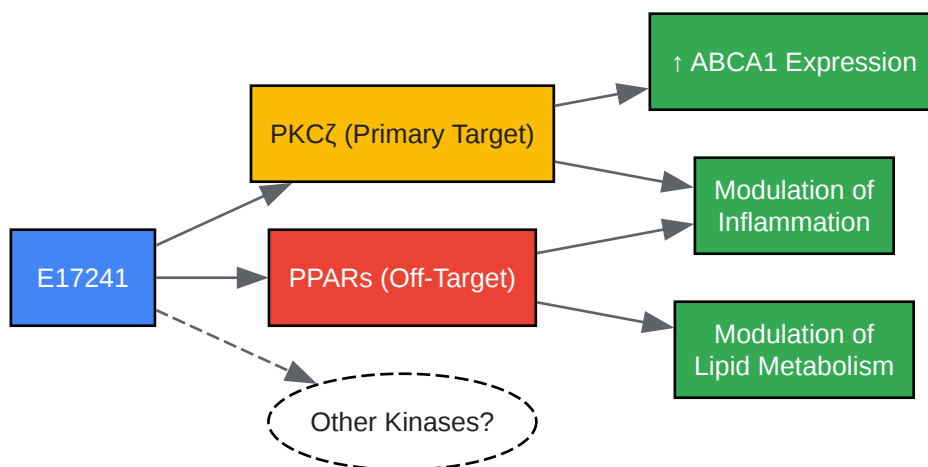 ↑ ABCA1 Expression
PKCζ (Primary Target)
Modulation of
Inflammation
E17241
PPARs (Off-Target)
Modulation of
Lipid Metabolism
Other Kinases?